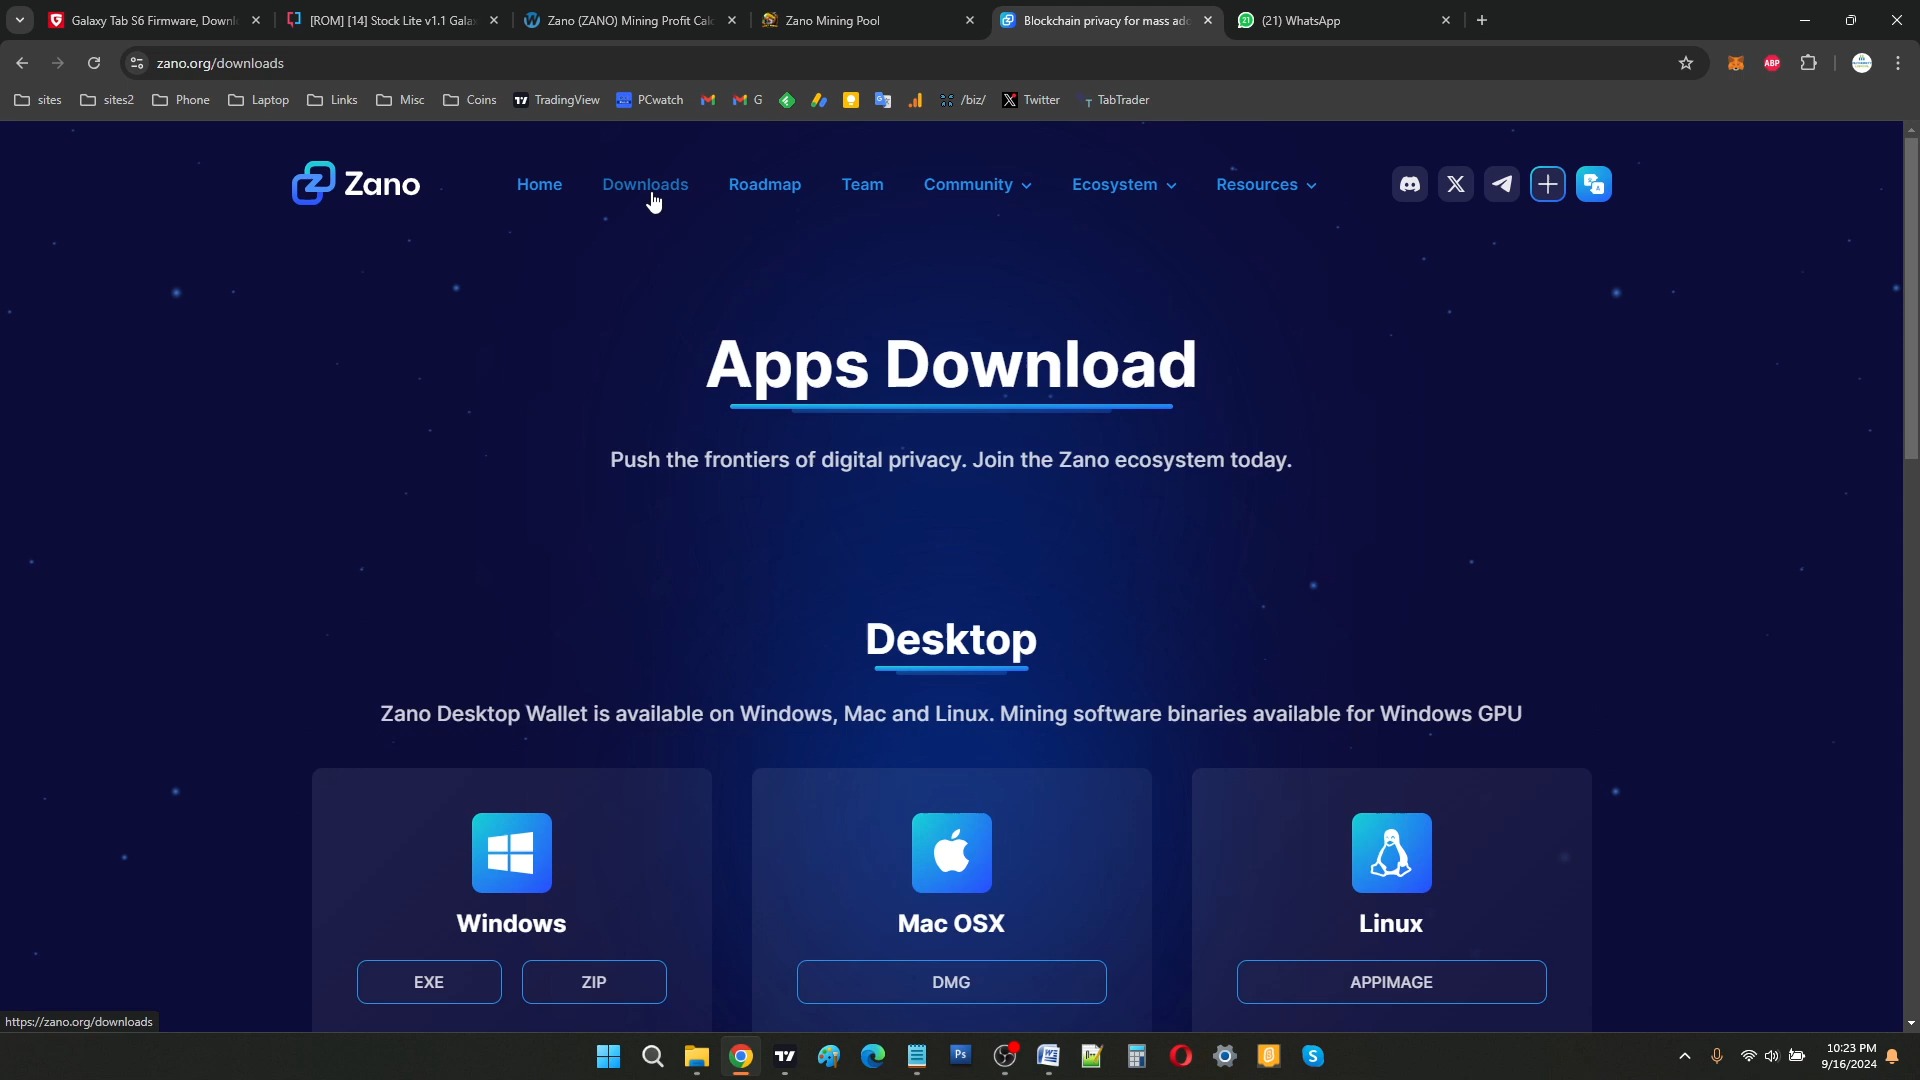 Galaxy Tab S6 Firmware, Downl
[ROM] [14] Stock Lite v1.1 Gala
Zano (ZANO) Mining Profit Calc
Zano Mining Pool
Blockchain privacy for mass ado
(21) WhatsApp
zano.org/downloads
ABP
sites
sites2
Phone
Laptop
Links
Misc
Coins
TradingView
PCwatch
G
/biz/
Twitter
TabTrader
Zano
Home
Downloads
Roadmap
Team
Community
Ecosystem
Resources
Apps Download
Push the frontiers of digital privacy. Join the Zano ecosystem today.
Desktop
Zano Desktop Wallet is available on Windows, Mac and Linux. Mining software binaries available for Windows GPU
Windows
Mac OSX
Linux
EXE
ZIP
DMG
APPIMAGE
https://zano.org/downloads
Ps
10:23 PM
9/16/2024